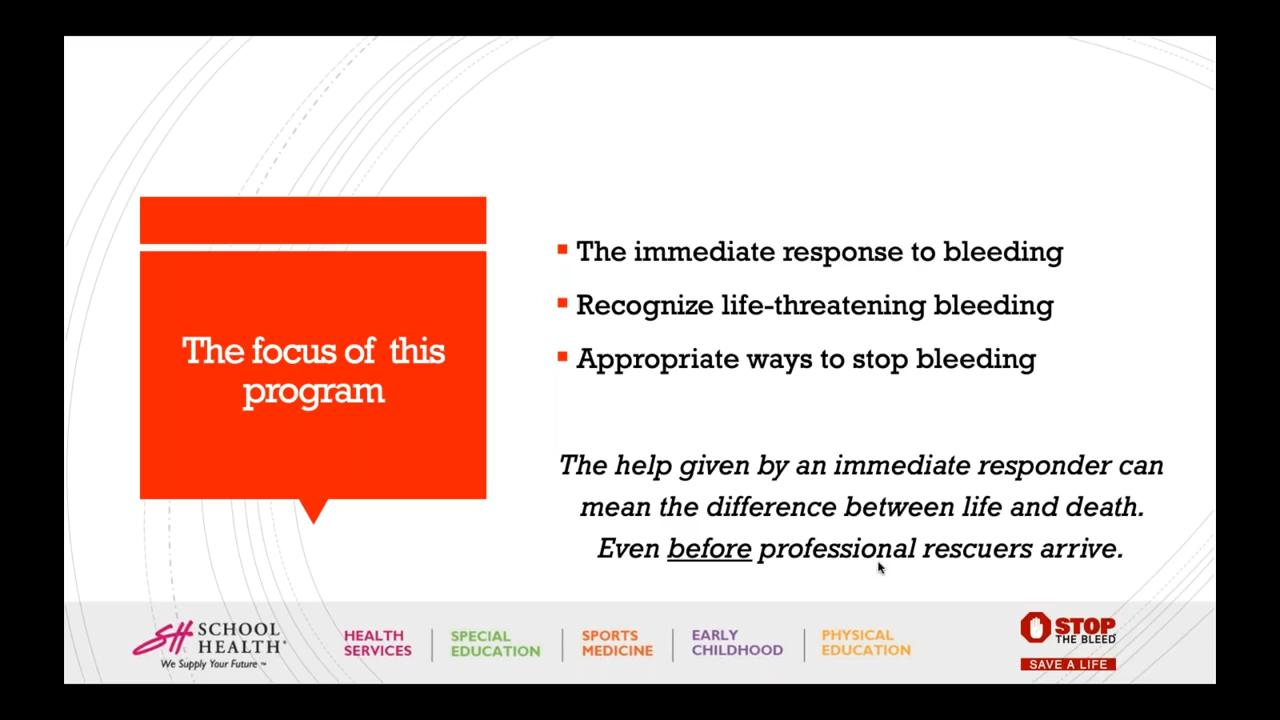 The focus of this
program
The immediate response to bleeding
Recognize life-threatening bleeding
Appropriate ways to stop bleeding
The help given by an immediate responder can
mean the difference between life and death.
Even before professional rescuers arrive.
SH SCHOOL
HEALTH®
We Supply Your Future ™
HEALTH
SERVICES
SPECIAL
EDUCATION
SPORTS
MEDICINE
EARLY
CHILDHOOD
PHYSICAL
EDUCATION
STOP
THE BLEED
SAVE A LIFE